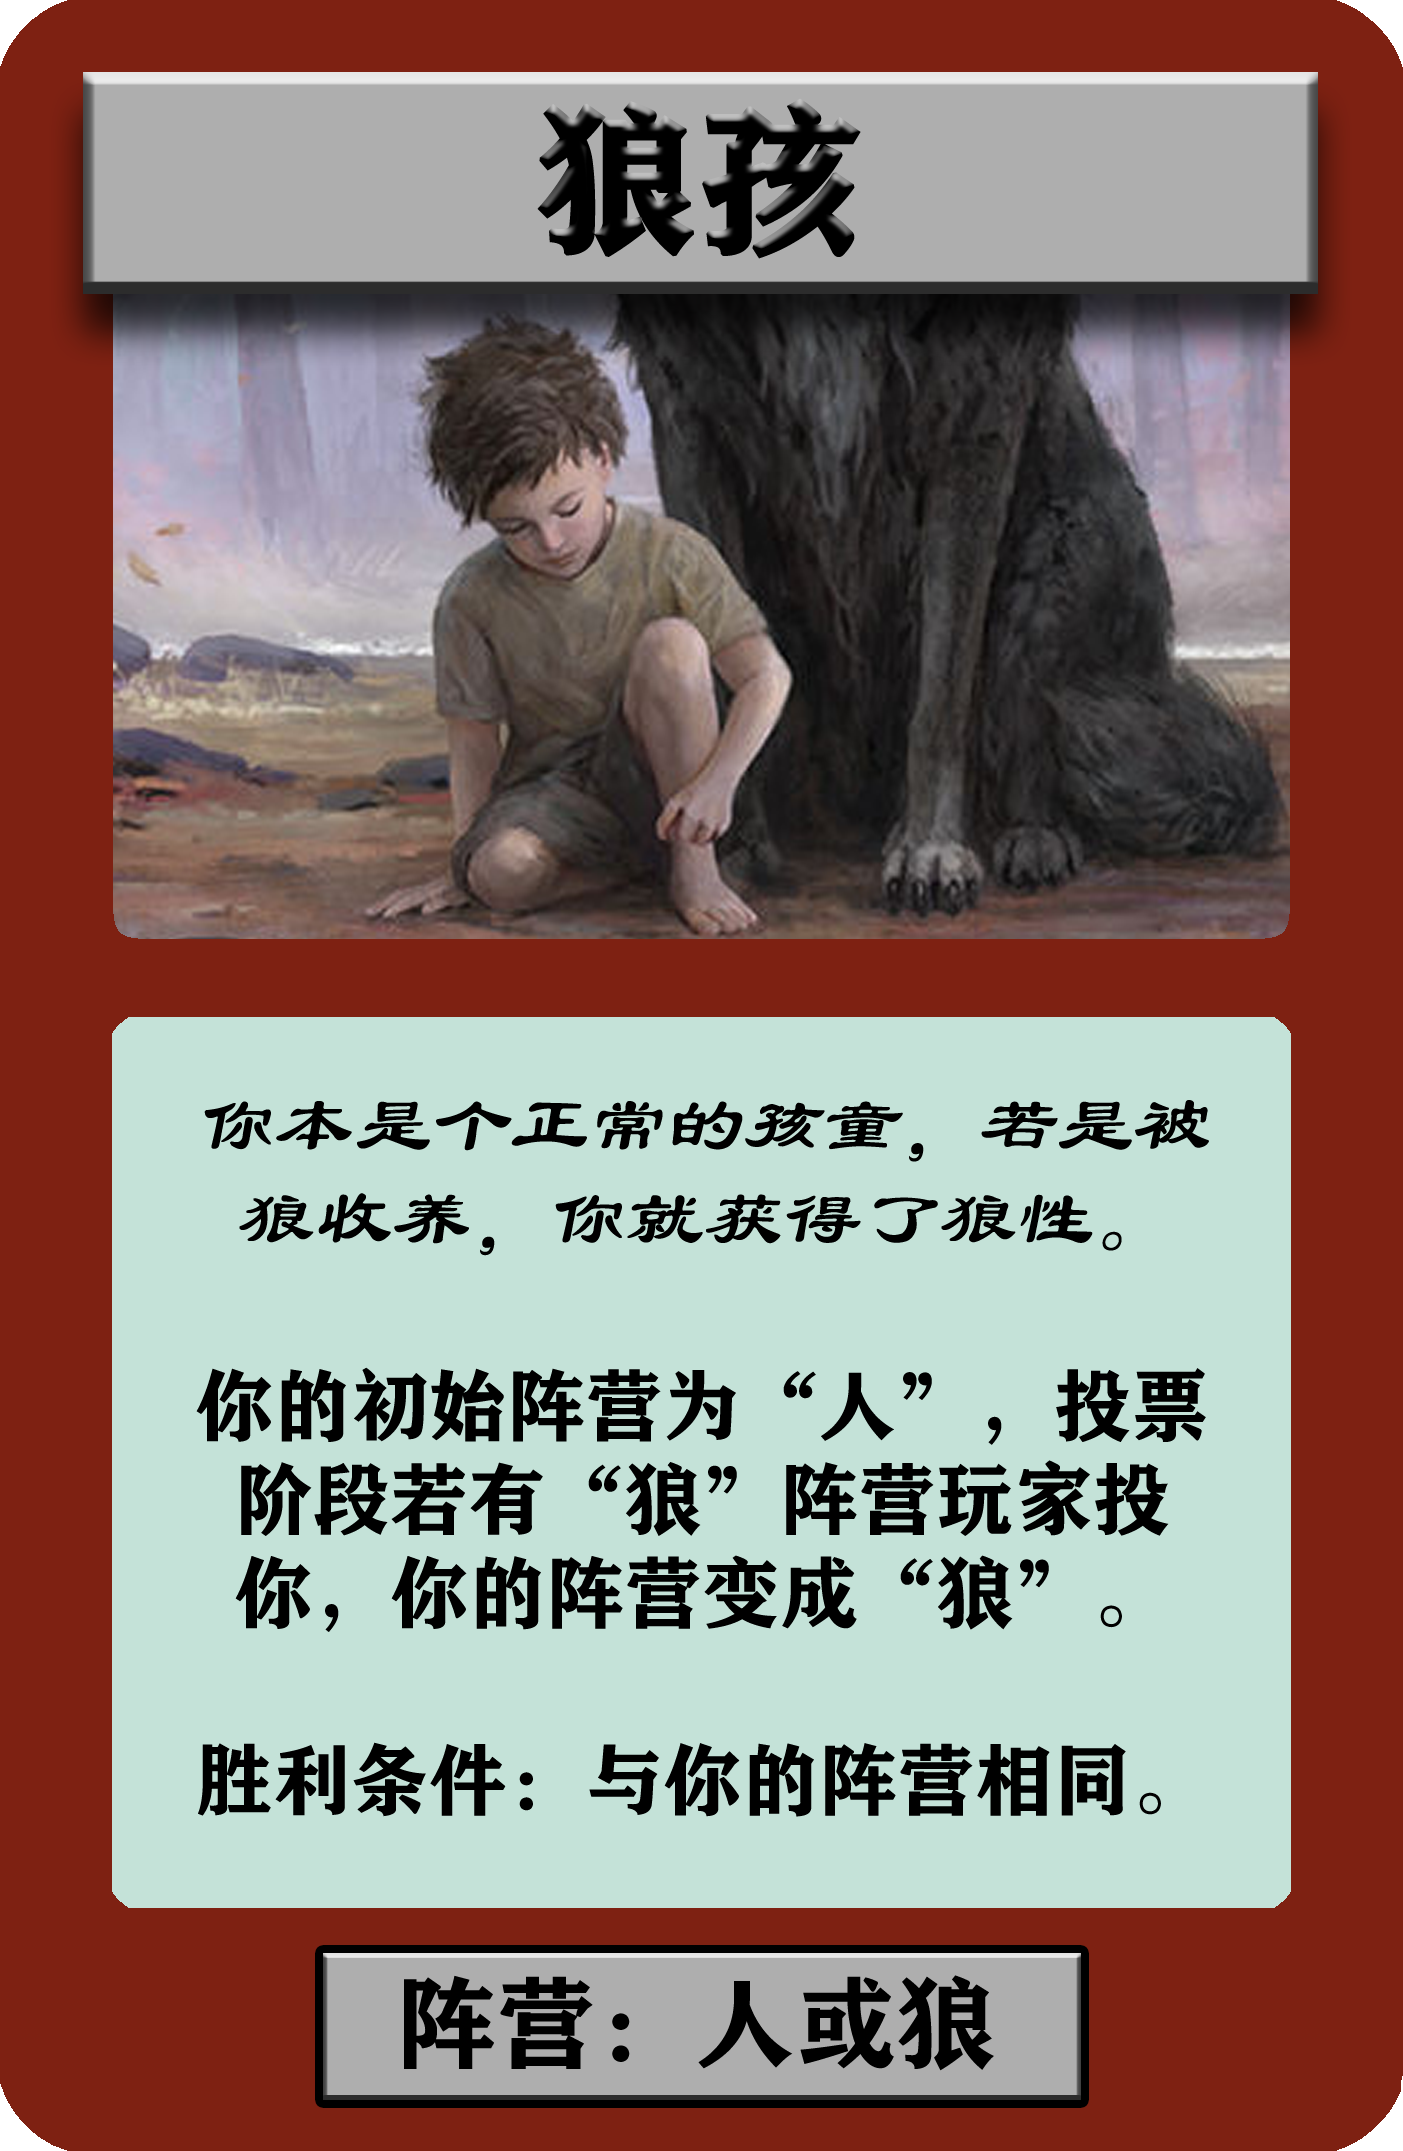 狼孩
你本是个正常的孩童，若是被
狼收养，你就获得了狼性。
你的初始阵营为“人”，投票
阶段若有“狼”阵营玩家投
你，你的阵营变成“狼”。
胜利条件：与你的阵营相同。
阵营：人或狼